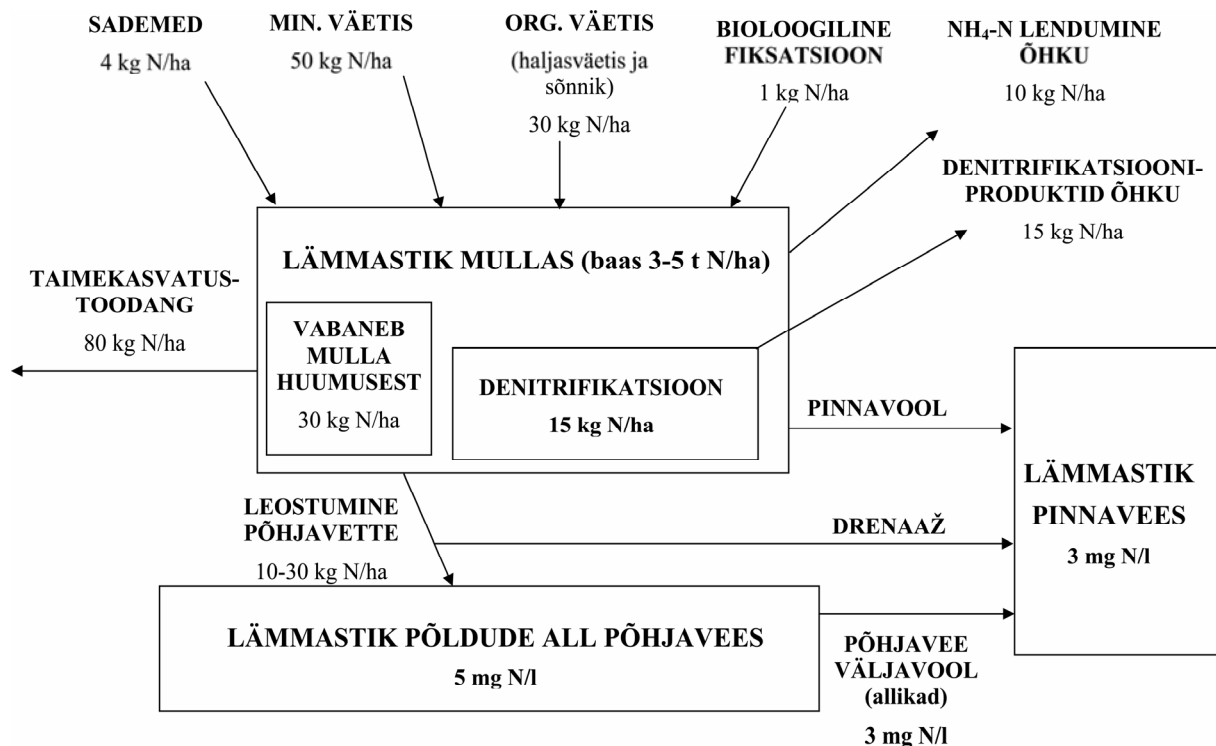 SADEMED
4 kg N/ha
MIN. VÄETIS
50 kg N/ha
ORG. VÄETIS
(haljasväetis ja
sõnnik)
30 kg N/ha
BIOLOOGILINE
FIKSATSIOON
1 kg N/ha
NH₄-N LENDUMINE
ÕHKU
10 kg N/ha
DENITRIFIKATSIOONI-
PRODUKTID ÕHKU
15 kg N/ha
LÄMMASTIK MULLAS (baas 3-5 t N/ha)
TAIMEKASVATUS-
TOODANG
80 kg N/ha
VABANEB
MULLA
HUUMUSEST
30 kg N/ha
DENITRIFIKATSIOON
15 kg N/ha
PINNAVOOL
LÄMMASTIK
PINNAVEES
3 mg N/l
LEOSTUMINE
PÕHJAVETTE
10-30 kg N/ha
DRENAAŽ
LÄMMASTIK PÕLDUDE ALL PÕHJAVEES
5 mg N/l
PÕHJAVEE
VÄLJAVOOL
(allikad)
3 mg N/l